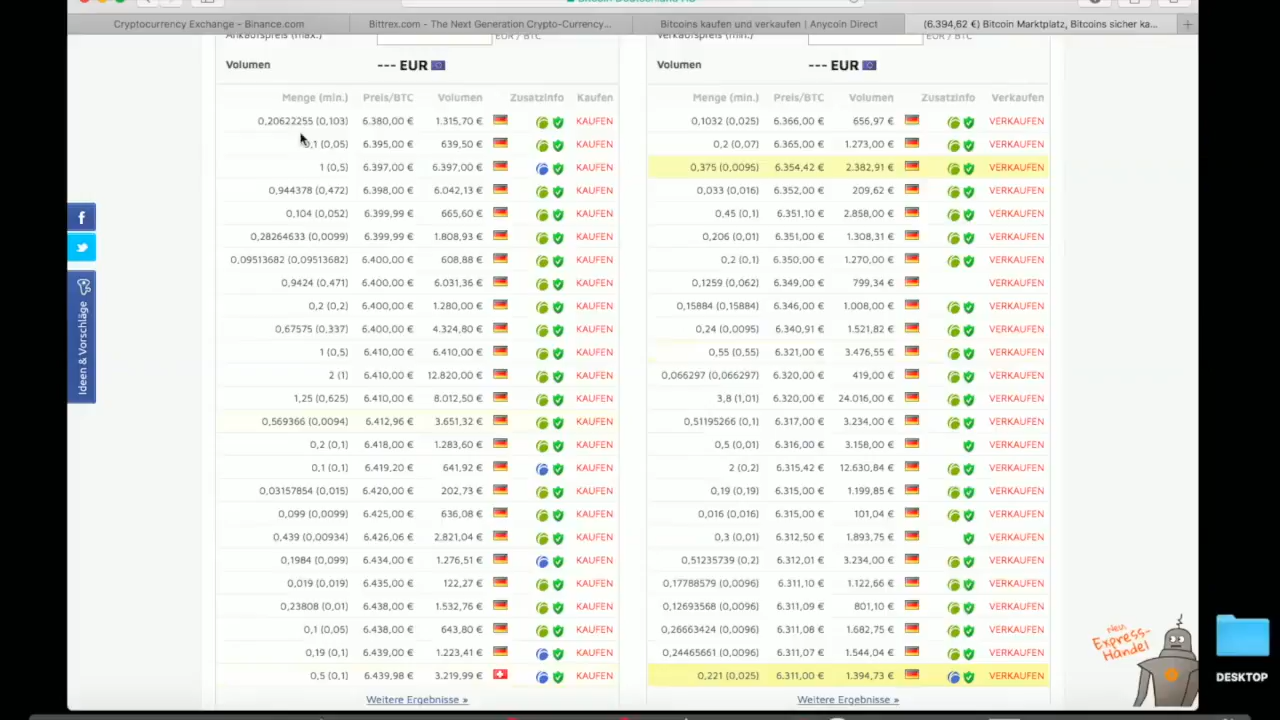 Cryptocurrency Exchange - Binance.com
Bittrex.com - The Next Generation Crypto-Currency...
Bitcoins kaufen und verkaufen | Anycoin Direct
(6.394,62 €) Bitcoin Marktplatz, Bitcoins sicher ka...
Ankaufspreis (max.) EUR / BTC
Volumen --- EUR
Menge (min.) Preis/BTC Volumen Zusatzinfo Kaufen
0,20622255 (0,103) 6.380,00 € 1.315,70 € KAUFEN
0,1 (0,05) 6.395,00 € 639,50 € KAUFEN
1 (0,5) 6.397,00 € 6.397,00 € KAUFEN
0,944378 (0,472) 6.398,00 € 6.042,13 € KAUFEN
0,104 (0,052) 6.399,99 € 665,60 € KAUFEN
0,28264633 (0,0099) 6.399,99 € 1.808,93 € KAUFEN
0,09513682 (0,09513682) 6.400,00 € 608,88 € KAUFEN
0,9424 (0,471) 6.400,00 € 6.031,36 € KAUFEN
0,2 (0,2) 6.400,00 € 1.280,00 € KAUFEN
0,67575 (0,337) 6.400,00 € 4.324,80 € KAUFEN
1 (0,5) 6.410,00 € 6.410,00 € KAUFEN
2 (1) 6.410,00 € 12.820,00 € KAUFEN
1,25 (0,625) 6.410,00 € 8.012,50 € KAUFEN
0,569366 (0,0094) 6.412,96 € 3.651,32 € KAUFEN
0,2 (0,1) 6.418,00 € 1.283,60 € KAUFEN
0,1 (0,1) 6.419,20 € 641,92 € KAUFEN
0,03157854 (0,015) 6.420,00 € 202,73 € KAUFEN
0,099 (0,0099) 6.425,00 € 636,08 € KAUFEN
0,439 (0,00934) 6.426,06 € 2.821,04 € KAUFEN
0,1984 (0,099) 6.434,00 € 1.276,51 € KAUFEN
0,019 (0,019) 6.435,00 € 122,27 € KAUFEN
0,23808 (0,01) 6.438,00 € 1.532,76 € KAUFEN
0,1 (0,05) 6.438,00 € 643,80 € KAUFEN
0,19 (0,1) 6.439,00 € 1.223,41 € KAUFEN
0,5 (0,1) 6.439,98 € 3.219,99 € KAUFEN
Weitere Ergebnisse »
Verkaufspreis (min.) EUR / BTC
Volumen --- EUR
Menge (min.) Preis/BTC Volumen Zusatzinfo Verkaufen
0,1032 (0,025) 6.366,00 € 656,97 € VERKAUFEN
0,2 (0,07) 6.365,00 € 1.273,00 € VERKAUFEN
0,375 (0,0095) 6.354,42 € 2.382,91 € VERKAUFEN
0,033 (0,016) 6.352,00 € 209,62 € VERKAUFEN
0,45 (0,1) 6.351,10 € 2.858,00 € VERKAUFEN
0,206 (0,01) 6.351,00 € 1.308,31 € VERKAUFEN
0,2 (0,1) 6.350,00 € 1.270,00 € VERKAUFEN
0,1259 (0,062) 6.349,00 € 799,34 € VERKAUFEN
0,15884 (0,15884) 6.346,00 € 1.008,00 € VERKAUFEN
0,24 (0,0095) 6.340,91 € 1.521,82 € VERKAUFEN
0,55 (0,55) 6.321,00 € 3.476,55 € VERKAUFEN
0,066297 (0,066297) 6.320,00 € 419,00 € VERKAUFEN
3,8 (1,01) 6.320,00 € 24.016,00 € VERKAUFEN
0,51195266 (0,1) 6.317,00 € 3.234,00 € VERKAUFEN
0,5 (0,01) 6.316,00 € 3.158,00 € VERKAUFEN
2 (0,2) 6.315,42 € 12.630,84 € VERKAUFEN
0,19 (0,19) 6.315,00 € 1.199,85 € VERKAUFEN
0,016 (0,016) 6.315,00 € 101,04 € VERKAUFEN
0,3 (0,01) 6.312,50 € 1.893,75 € VERKAUFEN
0,51235739 (0,2) 6.312,01 € 3.234,00 € VERKAUFEN
0,17788579 (0,0096) 6.311,10 € 1.122,66 € VERKAUFEN
0,12693568 (0,0096) 6.311,09 € 801,10 € VERKAUFEN
0,26663424 (0,0096) 6.311,08 € 1.682,75 € VERKAUFEN
0,24465661 (0,0096) 6.311,07 € 1.544,04 € VERKAUFEN
0,221 (0,025) 6.311,00 € 1.394,73 € VERKAUFEN
Weitere Ergebnisse »
Ideen & Vorschläge
Neu
Express-
Handel
DESKTOP